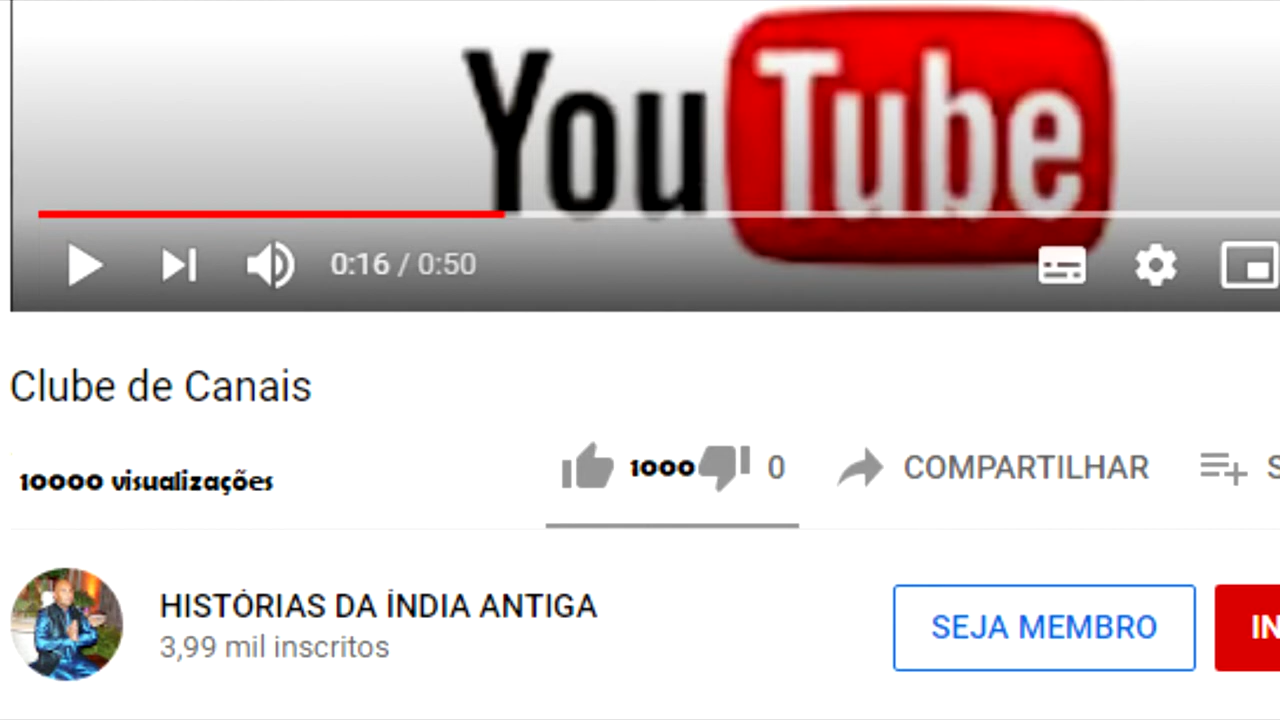 YouTube
0:16 / 0:50
Clube de Canais
10000 visualizações
1000 0 COMPARTILHAR S
HISTÓRIAS DA ÍNDIA ANTIGA
3,99 mil inscritos
SEJA MEMBRO
IN